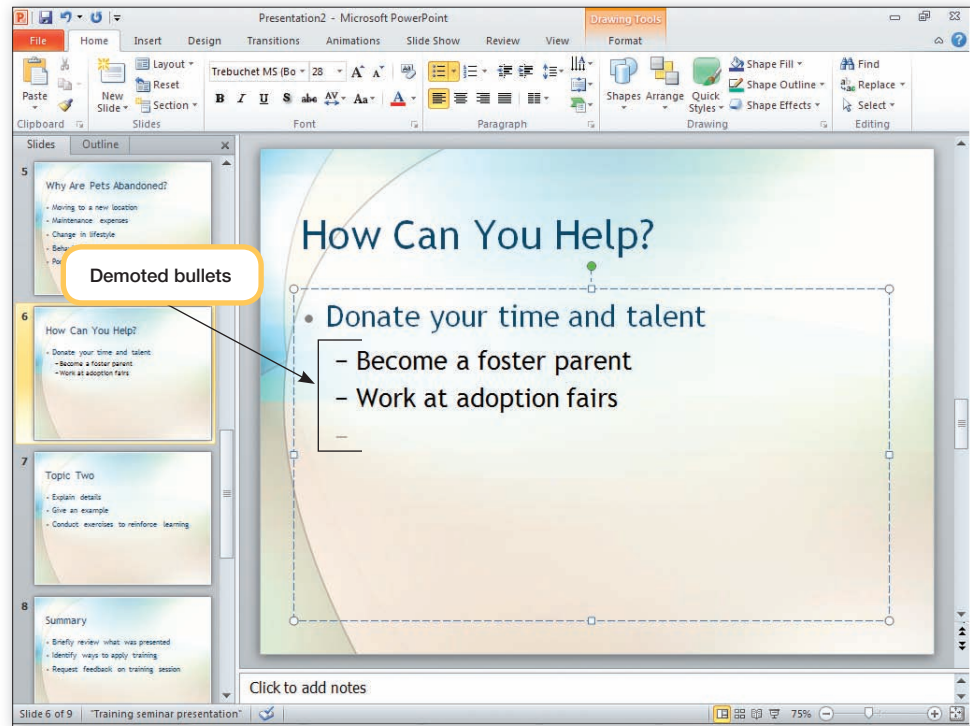 Presentation2 - Microsoft PowerPoint
Drawing Tools
File Home Insert Design Transitions Animations Slide Show Review View Format
Paste
Clipboard
New Slide
Layout
Reset
Section
Slides
Trebuchet MS (Bo 28
B I U S abc AV Aa A
Font
Paragraph
Shapes Arrange Quick Styles
Shape Fill
Shape Outline
Shape Effects
Drawing
Find
Replace
Select
Editing
Slides Outline
5
Why Are Pets Abandoned?
- Moving to a new location
- Maintenance expenses
- Change in lifestyle
Demoted bullets
6
How Can You Help?
- Donate your time and talent
- Become a foster parent
- Work at adoption fairs
7
Topic Two
- Explain details
- Give an example
- Conduct exercises to reinforce learning
8
Summary
- Briefly review what was presented
- Identify ways to apply training
- Request feedback on training session
How Can You Help?
• Donate your time and talent
– Become a foster parent
– Work at adoption fairs
–
Click to add notes
Slide 6 of 9 "Training seminar presentation" 75%